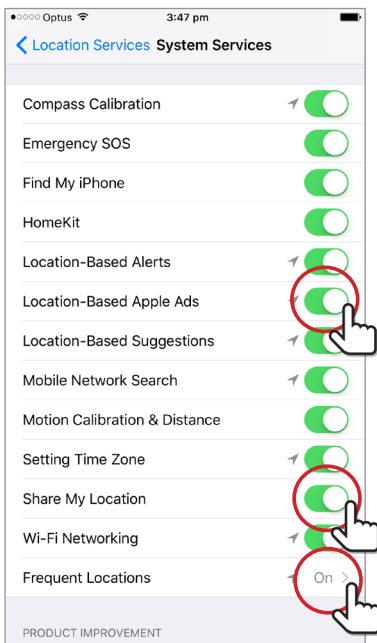 Optus 3:47 pm
Location Services System Services
Compass Calibration
Emergency SOS
Find My iPhone
HomeKit
Location-Based Alerts
Location-Based Apple Ads
Location-Based Suggestions
Mobile Network Search
Motion Calibration & Distance
Setting Time Zone
Share My Location
Wi-Fi Networking
Frequent Locations On
PRODUCT IMPROVEMENT